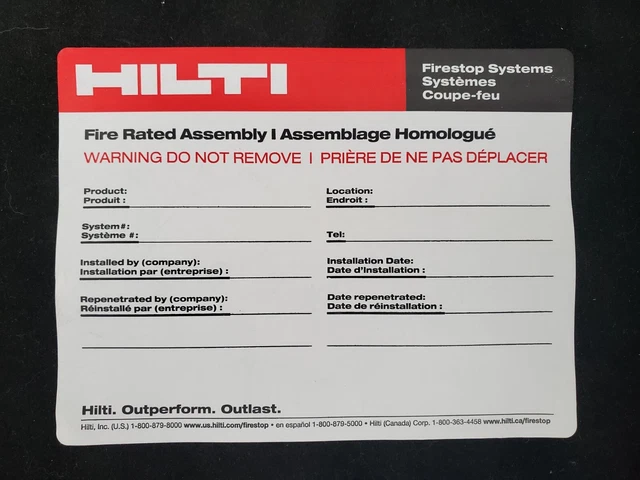 HILTI
Firestop Systems
Systèmes
Coupe-feu
Fire Rated Assembly I Assemblage Homologué
WARNING DO NOT REMOVE I PRIÈRE DE NE PAS DÉPLACER
Product:
Produit :
Location:
Endroit :
System#:
Système #:
Tel:
Installed by (company):
Installation par (entreprise) :
Installation Date:
Date d'Installation :
Repenetrated by (company):
Réinstallé par (entreprise) :
Date repenetrated:
Date de réinstallation :
Hilti. Outperform. Outlast.
Hilti, Inc. (U.S.) 1-800-879-8000 www.us.hilti.com/firestop • en español 1-800-879-5000 • Hilti (Canada) Corp. 1-800-363-4458 www.hilti.ca/firestop